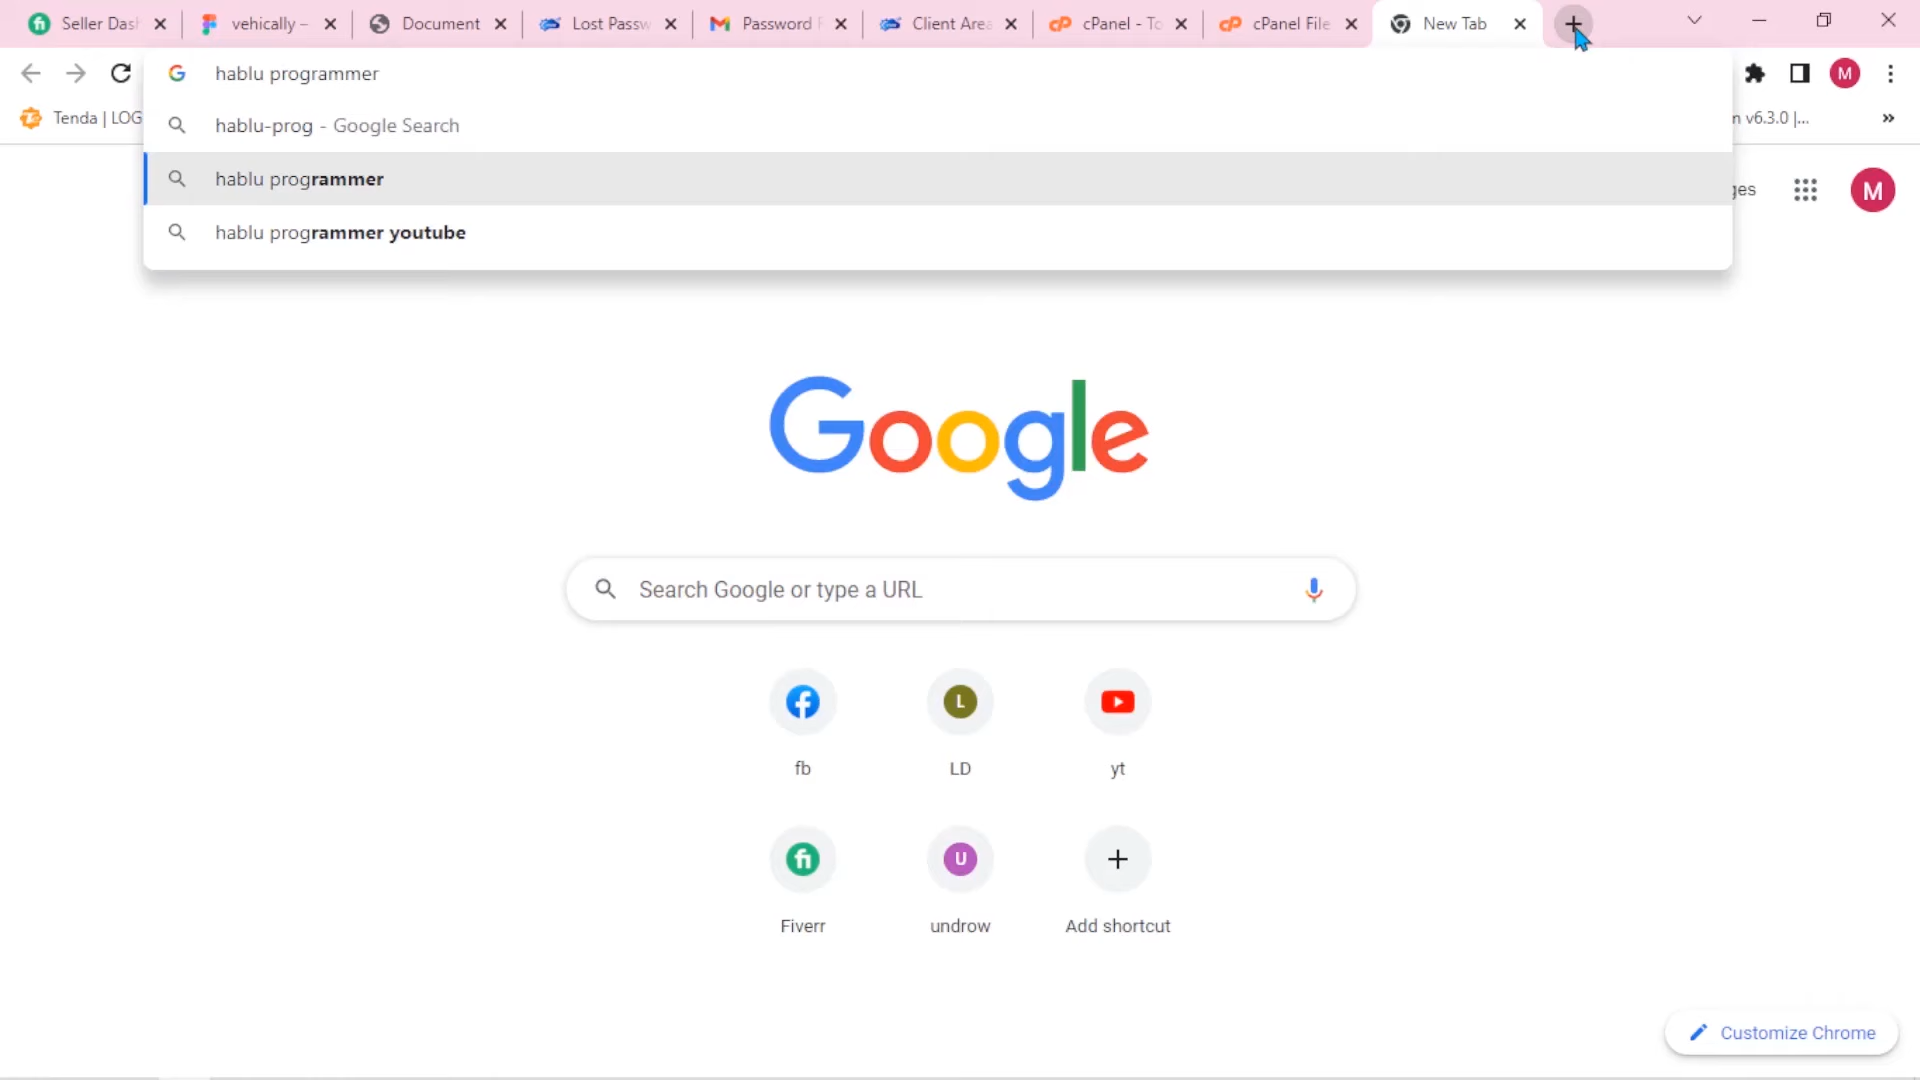 Seller Das
vehically –
Document
Lost Passw
Password
Client Area
cPanel - To
cPanel File
New Tab
hablu programmer
M
Tenda | LOG
hablu-prog - Google Search
n v6.3.0 |...
»
hablu programmer
ges
M
hablu programmer youtube
Google
Search Google or type a URL
L
fb
LD
yt
U
Fiverr
undrow
Add shortcut
Customize Chrome